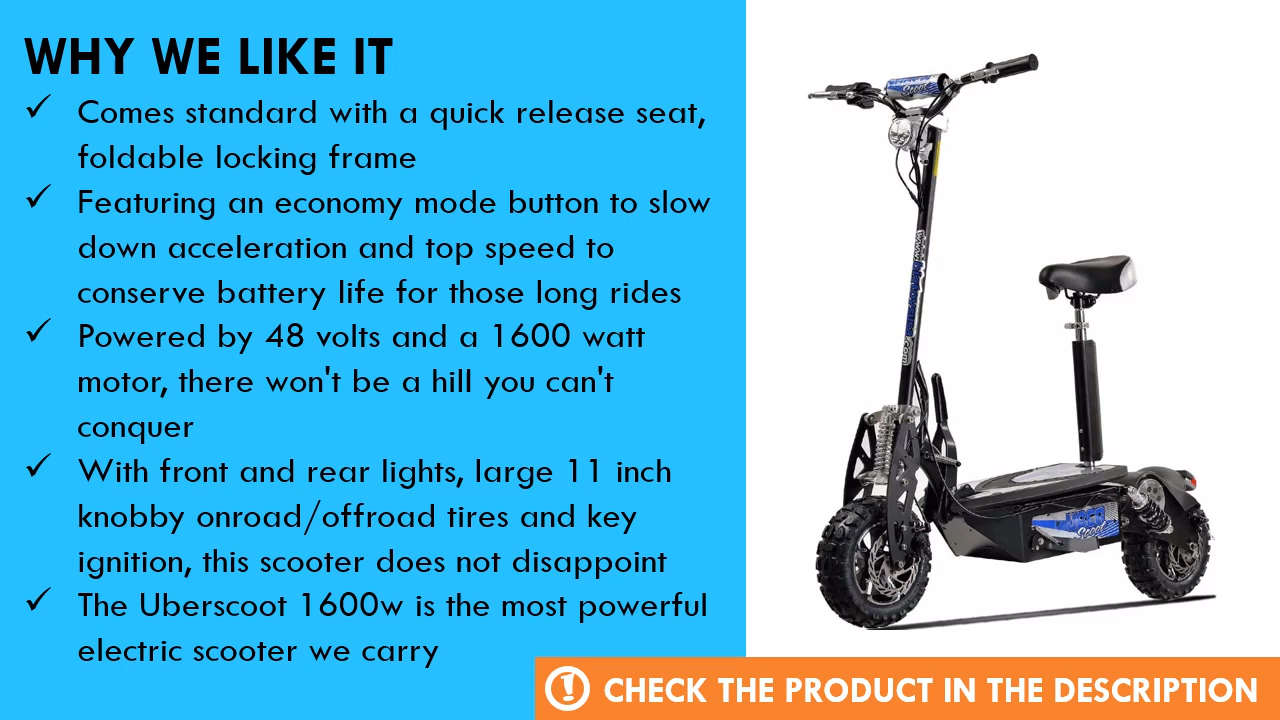 WHY WE LIKE IT
✓ Comes standard with a quick release seat,
foldable locking frame
✓ Featuring an economy mode button to slow
down acceleration and top speed to
conserve battery life for those long rides
✓ Powered by 48 volts and a 1600 watt
motor, there won't be a hill you can't
conquer
✓ With front and rear lights, large 11 inch
knobby onroad/offroad tires and key
ignition, this scooter does not disappoint
✓ The Uberscoot 1600w is the most powerful
electric scooter we carry
Scoot
.com
UBER
Scoot
CHECK THE PRODUCT IN THE DESCRIPTION